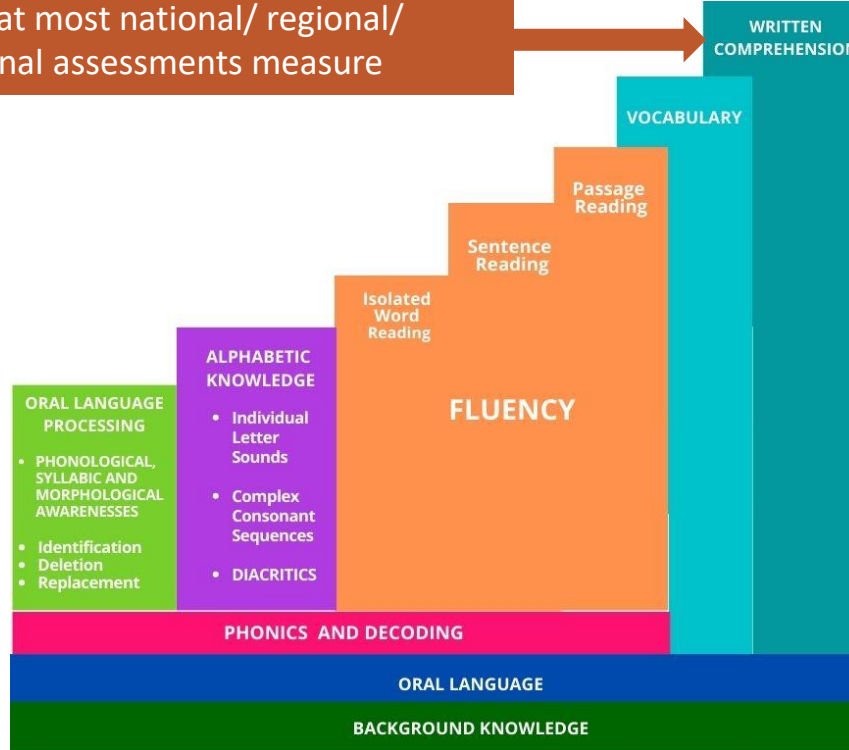 at most national/ regional/
nal assessments measure
WRITTEN
COMPREHENSION
VOCABULARY
Passage
Reading
Sentence
Reading
Isolated
Word
Reading
FLUENCY
ALPHABETIC
KNOWLEDGE
• Individual
Letter
Sounds
• Complex
Consonant
Sequences
• DIACRITICS
ORAL LANGUAGE
PROCESSING
• PHONOLOGICAL,
SYLLABIC AND
MORPHOLOGICAL
AWARENESSES
• Identification
• Deletion
• Replacement
PHONICS AND DECODING
ORAL LANGUAGE
BACKGROUND KNOWLEDGE